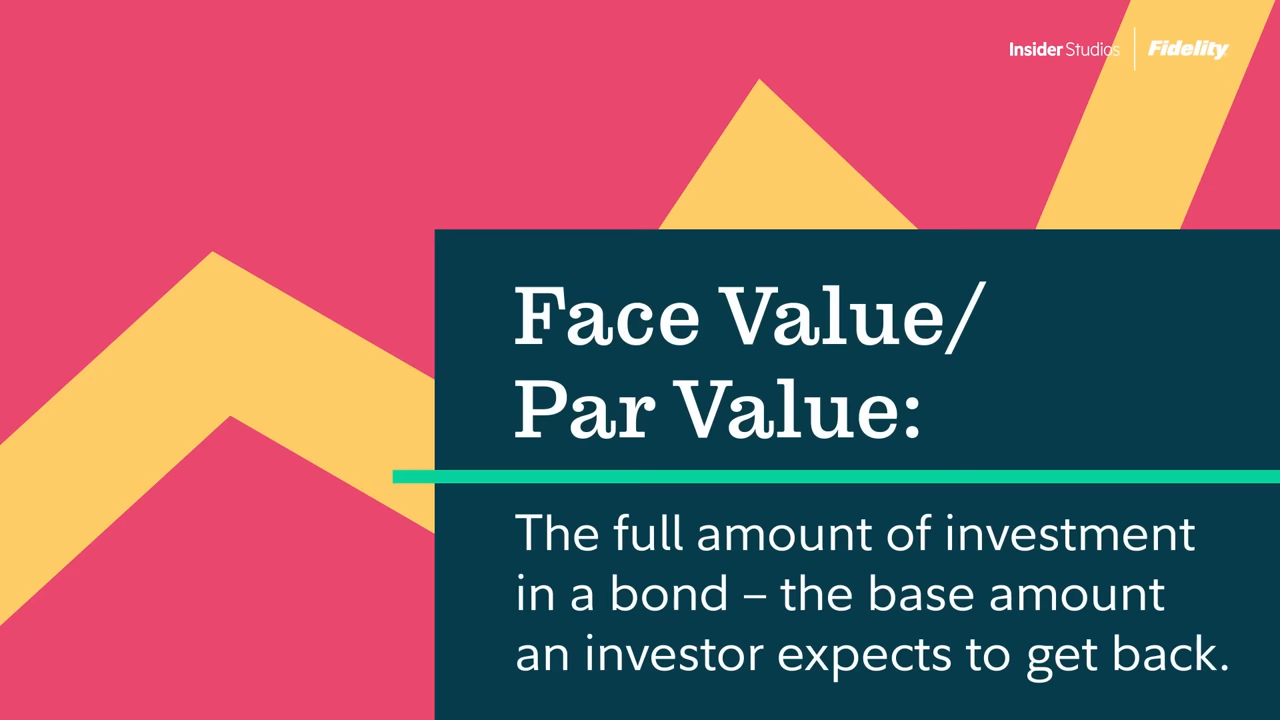 Insider Studios | Fidelity
Face Value/
Par Value:
The full amount of investment
in a bond – the base amount
an investor expects to get back.